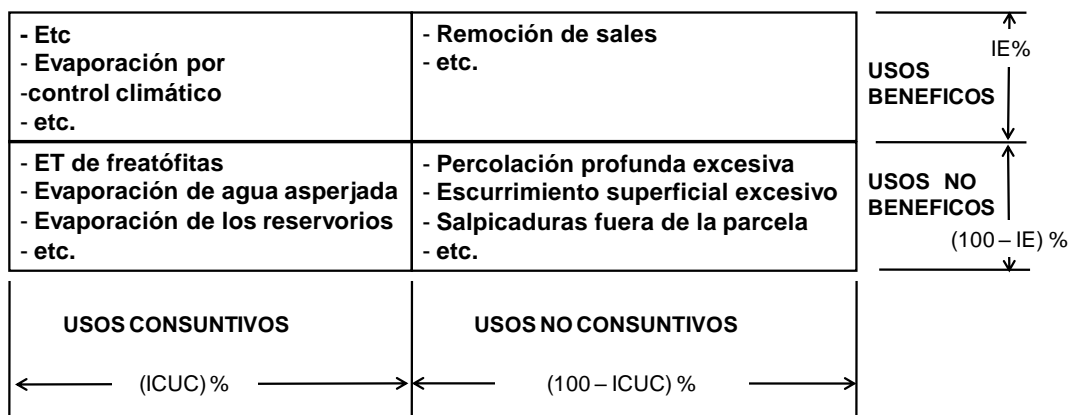 - Etc
- Evaporación por
-control climático
- etc.
- Remoción de sales
- etc.
USOS
BENEFICOS
IE%
- ET de freatófitas
- Evaporación de agua asperjada
- Evaporación de los reservorios
- etc.
- Percolación profunda excesiva
- Escurrimiento superficial excesivo
- Salpicaduras fuera de la parcela
- etc.
USOS NO
BENEFICOS
(100 – IE) %
USOS CONSUNTIVOS
USOS NO CONSUNTIVOS
(ICUC) %
(100 – ICUC) %